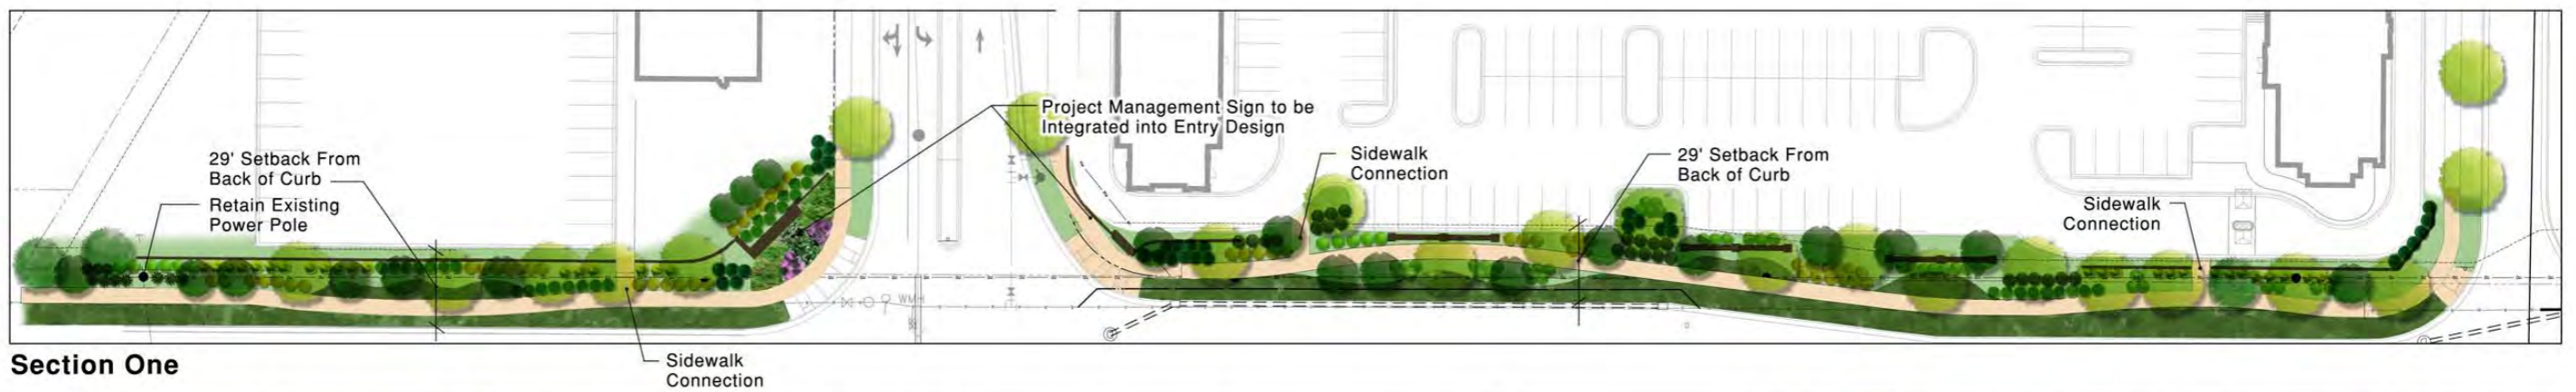 Project Management Sign to be
Integrated into Entry Design
29' Setback From
Back of Curb
Retain Existing
Power Pole
Sidewalk
Connection
29' Setback From
Back of Curb
Sidewalk
Connection
WMH
Section One
Sidewalk
Connection